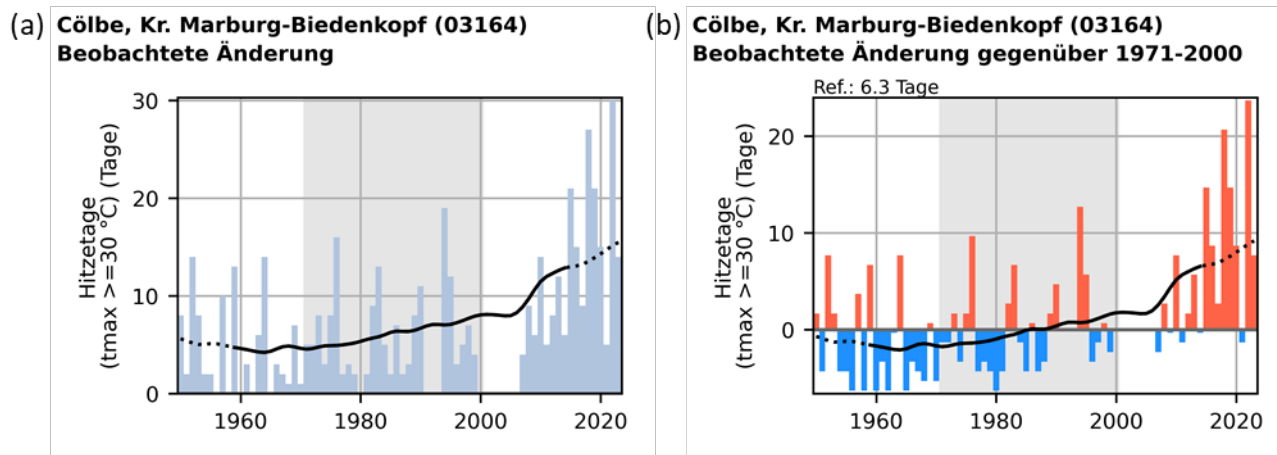 (a) Cölbe, Kr. Marburg-Biedenkopf (03164)
Beobachtete Änderung
Hitzetage
(tmax >=30 °C) (Tage)
30
20
10
0
1960 1980 2000 2020
(b) Cölbe, Kr. Marburg-Biedenkopf (03164)
Beobachtete Änderung gegenüber 1971-2000
Ref.: 6.3 Tage
Hitzetage
(tmax >=30 °C) (Tage)
20
10
0
1960 1980 2000 2020